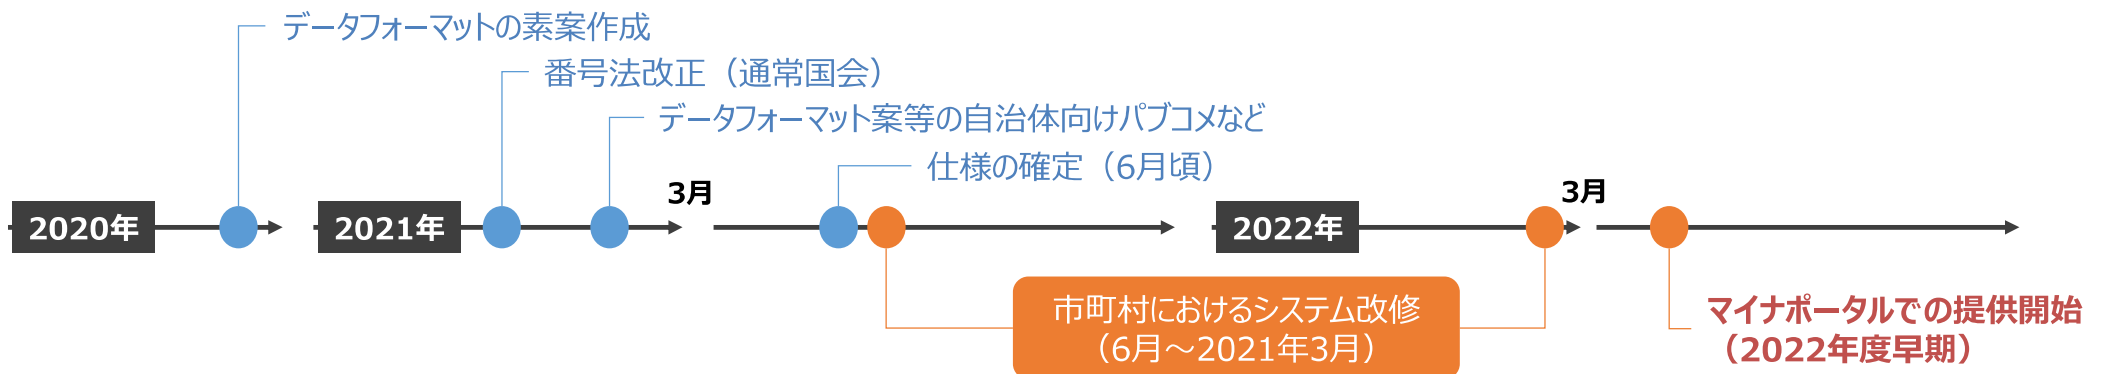 データフォーマットの素案作成
番号法改正（通常国会）
データフォーマット案等の自治体向けパブコメなど
仕様の確定（6月頃）
3月
3月
2020年
2021年
2022年
市町村におけるシステム改修
（6月～2021年3月）
マイナポータルでの提供開始
（2022年度早期）